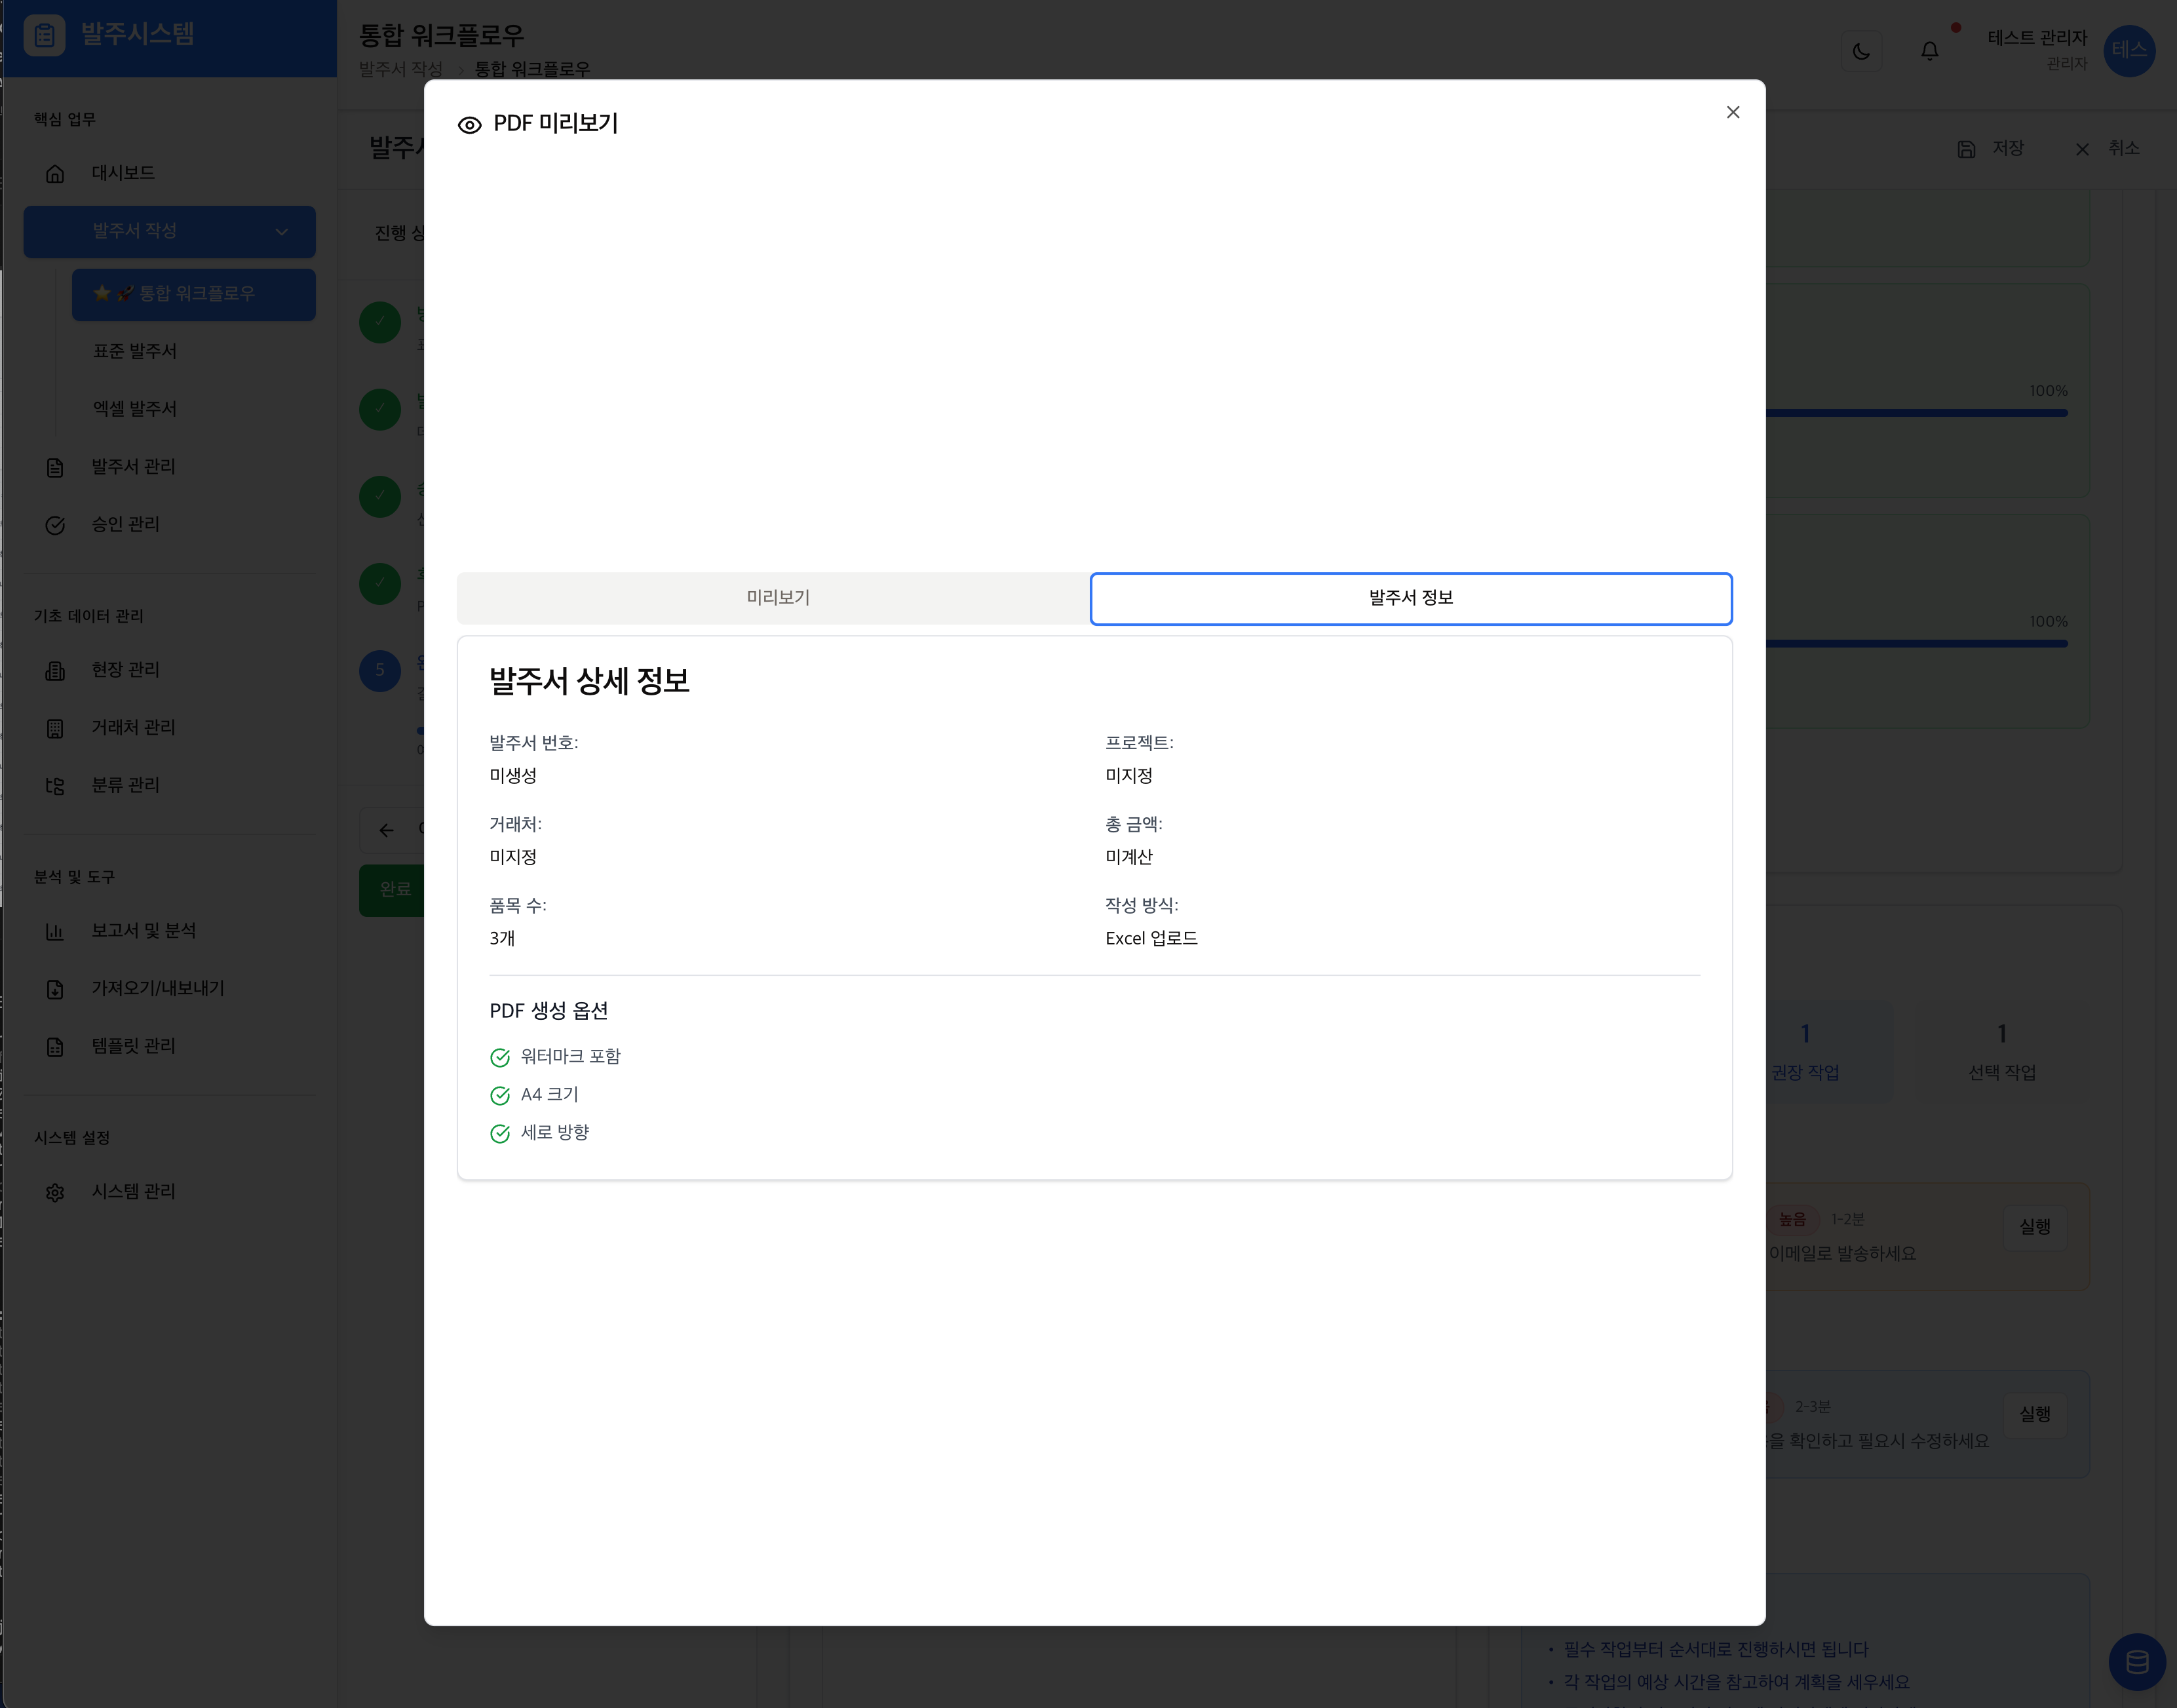 발주시스템
핵심 업무
대시보드
발주서 작성
통합 워크플로우
표준 발주서
엑셀 발주서
발주서 관리
승인 관리
기초 데이터 관리
현장 관리
거래처 관리
분류 관리
분석 및 도구
보고서 및 분석
가져오기/내보내기
템플릿 관리
시스템 설정
시스템 관리
통합 워크플로우
발주서 작성 > 통합 워크플로우
테스트 관리자
관리자
테스
저장
취소
진행
5
완료
PDF 미리보기
미리보기
발주서 정보
발주서 상세 정보
발주서 번호:
미생성
프로젝트:
미지정
거래처:
미지정
총 금액:
미계산
품목 수:
3개
작성 방식:
Excel 업로드
PDF 생성 옵션
워터마크 포함
A4 크기
세로 방향
100%
100%
1
권장 작업
1
선택 작업
높음
1-2분
실행
이메일로 발송하세요
2-3분
실행
확인하고 필요시 수정하세요
• 필수 작업부터 순서대로 진행하시면 됩니다
• 각 작업의 예상 시간을 참고하여 계획을 세우세요